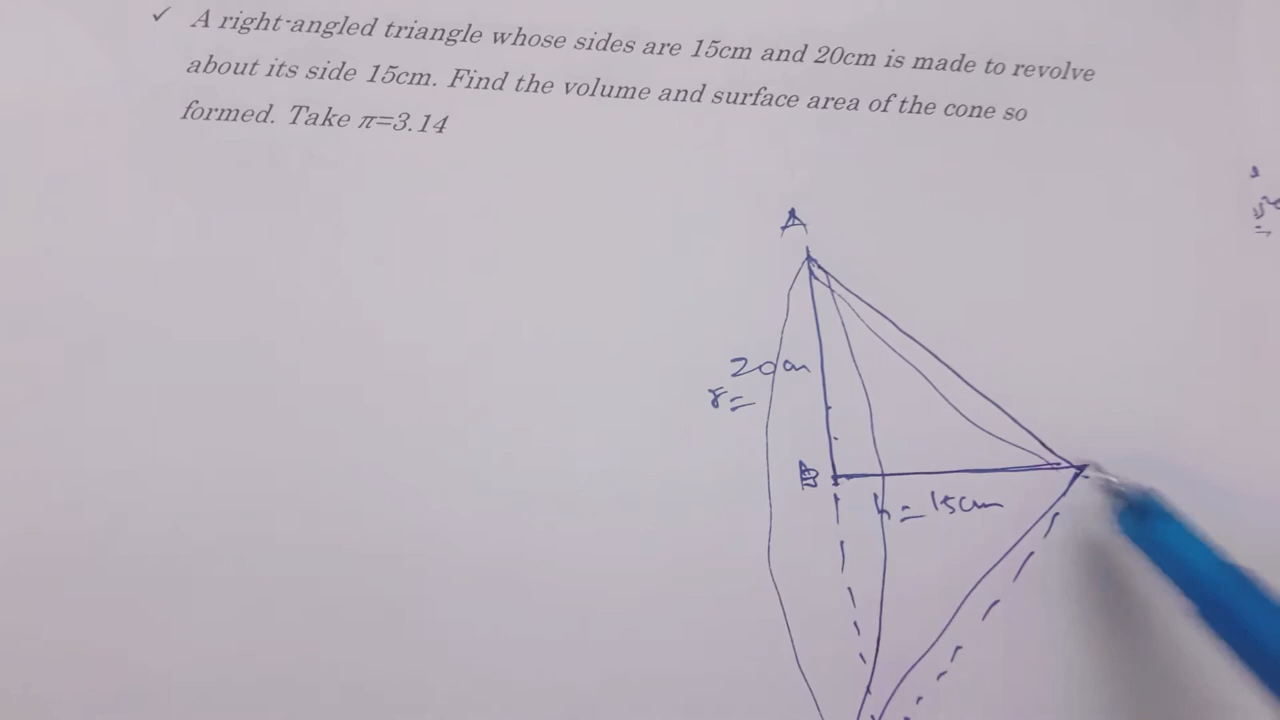 ✓ A right-angled triangle whose sides are 15cm and 20cm is made to revolve
about its side 15cm. Find the volume and surface area of the cone so
formed. Take π=3.14
A
20cm
r=
B
h=15cm